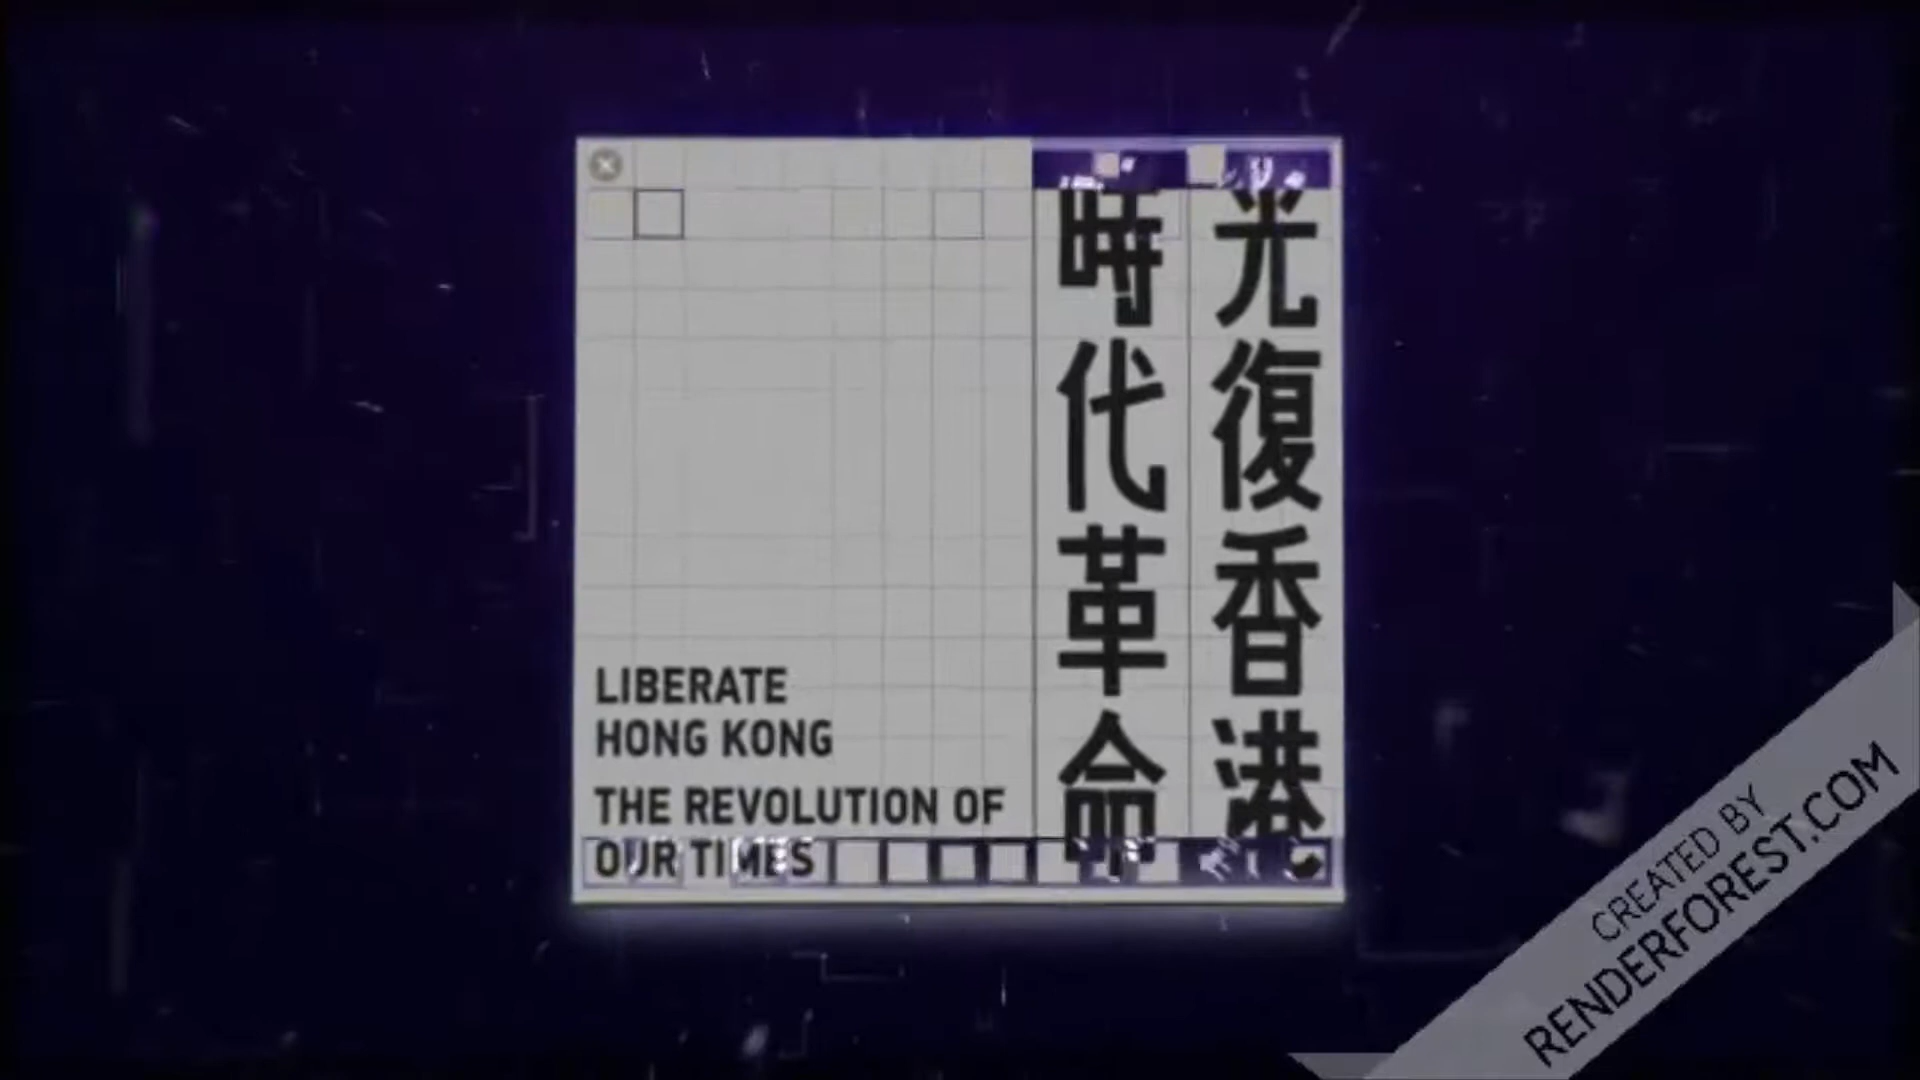 光復香港
時代革命
LIBERATE
HONG KONG
THE REVOLUTION OF
OUR TIMES
CREATED BY
RENDERFOREST.COM